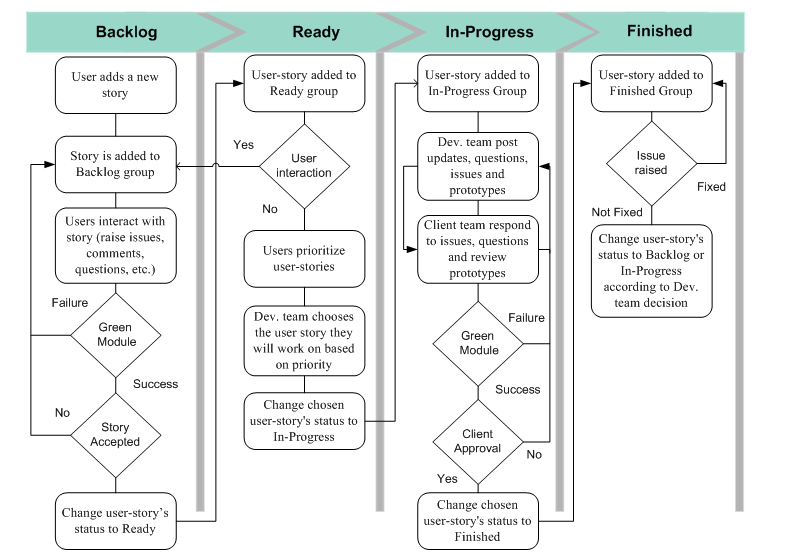 Backlog
Ready
In-Progress
Finished
User adds a new
story
Story is added to
Backlog group
Users interact with
story (raise issues,
comments,
questions, etc.)
Failure
Green
Module
Success
No
Story
Accepted
Change user-story's
status to Ready
User-story added to
Ready group
Yes
User
interaction
No
Users prioritize
user-stories
Dev. team chooses
the user story they
will work on based
on priority
Change chosen
user-story's status to
In-Progress
User-story added to
In-Progress Group
Dev. team post
updates, questions,
issues and
prototypes
Client team respond
to issues, questions
and review
prototypes
Failure
Green
Module
Success
Client
Approval
No
Yes
Change chosen
user-story's status to
Finished
User-story added to
Finished Group
Issue
raised
Fixed
Not Fixed
Change user-story's
status to Backlog or
In-Progress
according to Dev.
team decision